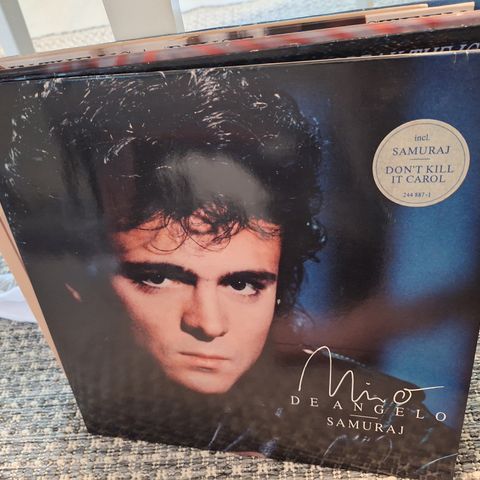 incl.
SAMURAJ
DON'T KILL
IT CAROL
244 887-1
Nino
DE ANGELO
SAMURAJ